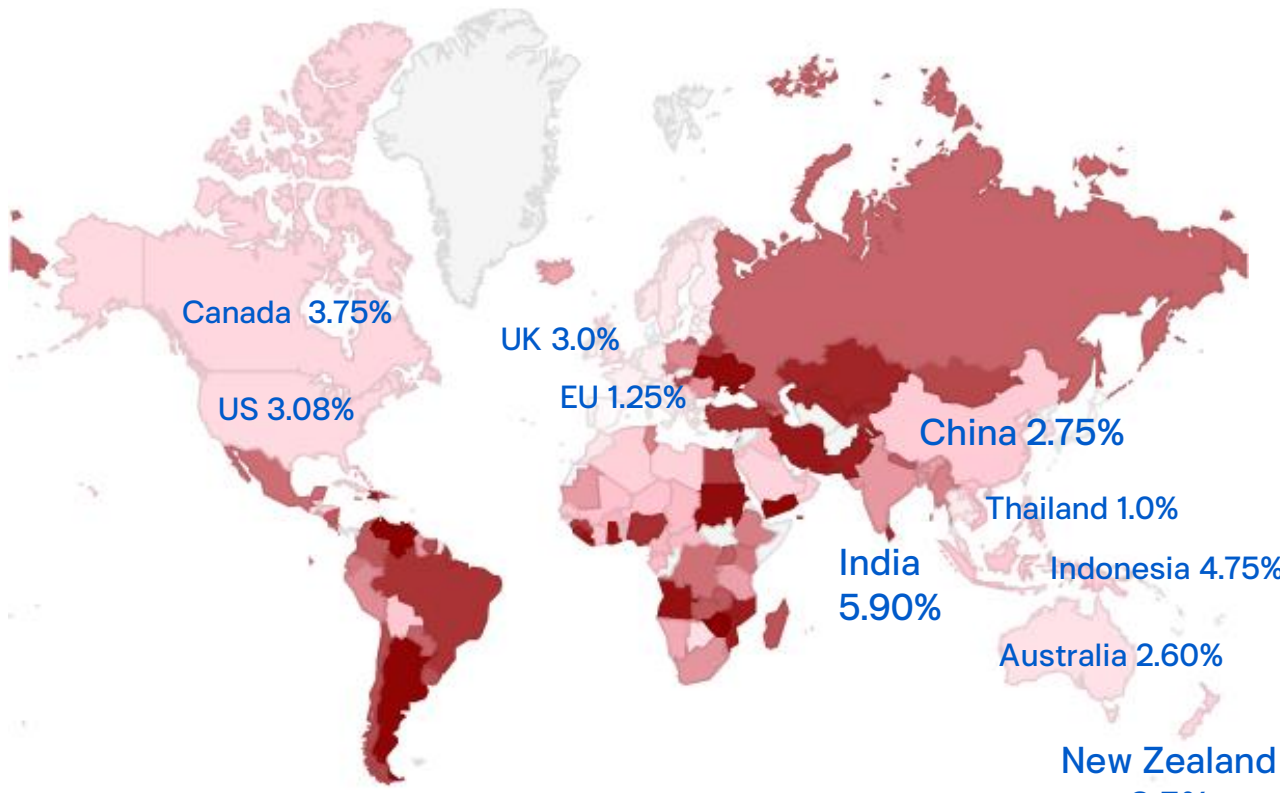 Canada 3.75%
UK 3.0%
US 3.08%
EU 1.25%
China 2.75%
Thailand 1.0%
India
5.90%
Indonesia 4.75%
Australia 2.60%
New Zealand